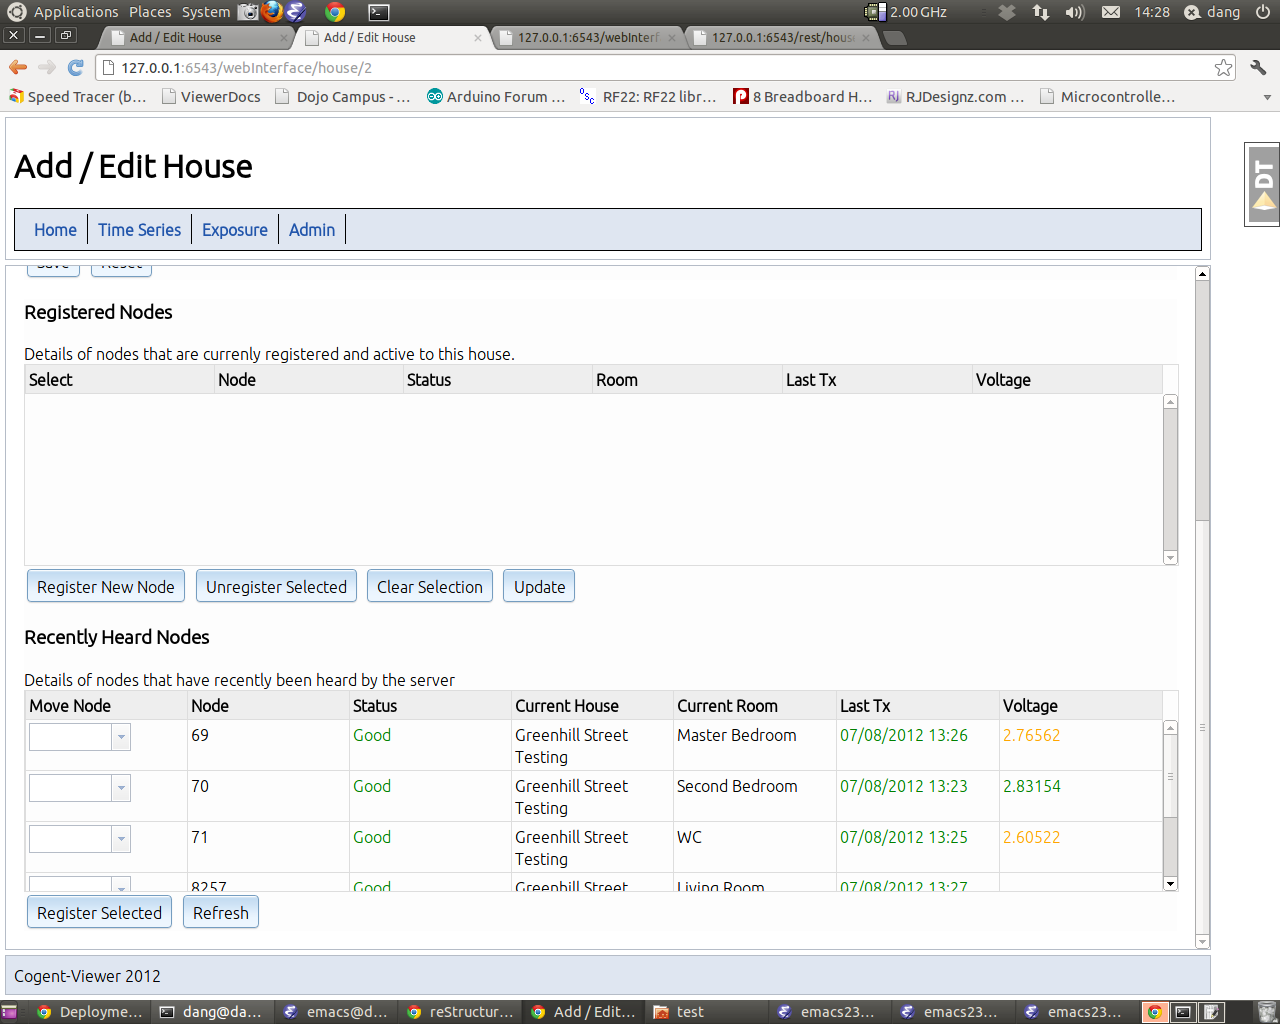 Applications Places System 2.00 GHz 14:28 dang
Add / Edit House Add / Edit House 127.0.0.1:6543/webInterf 127.0.0.1:6543/rest/hous
127.0.0.1:6543/webInterface/house/2
Speed Tracer (b... ViewerDocs Dojo Campus - ... Arduino Forum ... RF22: RF22 libr... 8 Breadboard H... RJDesignz.com ... Microcontrolle...
Add / Edit House
DT
Home Time Series Exposure Admin
Save Reset
Registered Nodes
Details of nodes that are currenly registered and active to this house.
Select Node Status Room Last Tx Voltage
Register New Node Unregister Selected Clear Selection Update
Recently Heard Nodes
Details of nodes that have recently been heard by the server
Move Node Node Status Current House Current Room Last Tx Voltage
69 Good Greenhill Street Master Bedroom 07/08/2012 13:26 2.76562
Testing
70 Good Greenhill Street Second Bedroom 07/08/2012 13:23 2.83154
Testing
71 Good Greenhill Street WC 07/08/2012 13:25 2.60522
Testing
8257 Good Greenhill Street Living Room 07/08/2012 13:27
Register Selected Refresh
Cogent-Viewer 2012
Deployme... dang@da... emacs@d... reStructur... Add / Edit... test emacs23... emacs23... emacs23...